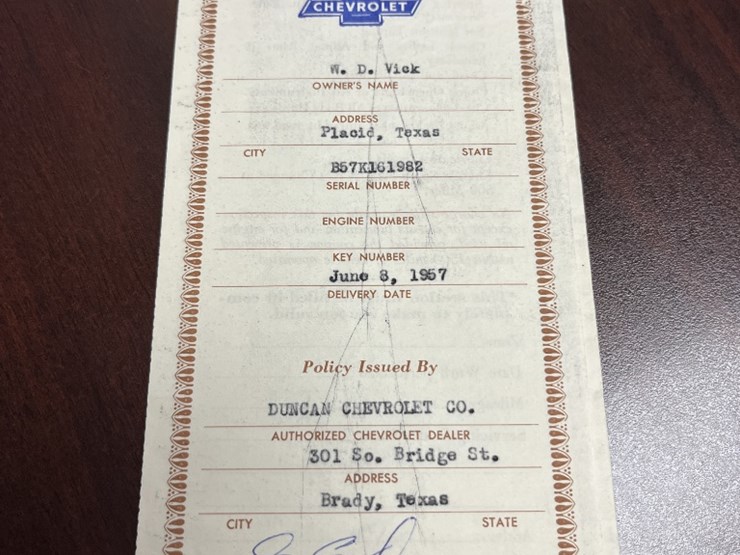 CHEVROLET
W. D. Vick
OWNER'S NAME
ADDRESS
Placid, Texas
CITY STATE
B57K161982
SERIAL NUMBER
ENGINE NUMBER
KEY NUMBER
June 8, 1957
DELIVERY DATE
Policy Issued By
DUNCAN CHEVROLET CO.
AUTHORIZED CHEVROLET DEALER
301 So. Bridge St.
ADDRESS
Brady, Texas
CITY STATE